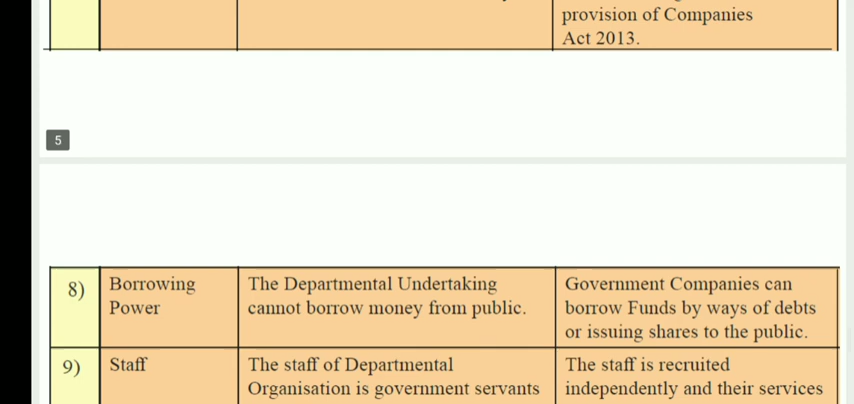 provision of Companies
Act 2013.
5
8)
Borrowing
Power
The Departmental Undertaking
cannot borrow money from public.
Government Companies can
borrow Funds by ways of debts
or issuing shares to the public.
9)
Staff
The staff of Departmental
Organisation is government servants
The staff is recruited
independently and their services